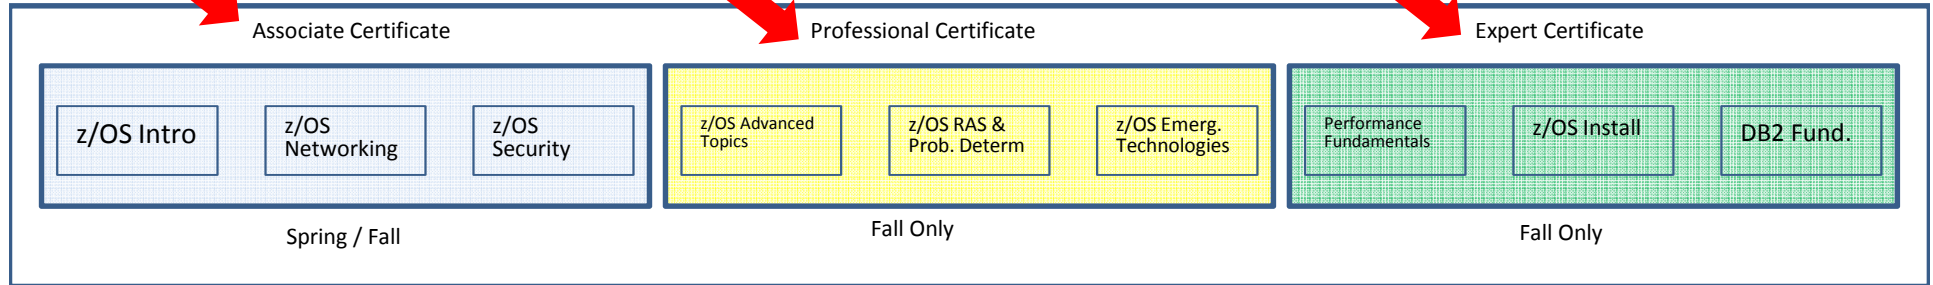 Associate Certificate
Professional Certificate
Expert Certificate
z/OS Intro
z/OS
Networking
z/OS
Security
z/OS Advanced
Topics
z/OS RAS &
Prob. Determ
z/OS Emerg.
Technologies
Performance
Fundamentals
z/OS Install
DB2 Fund.
Spring / Fall
Fall Only
Fall Only